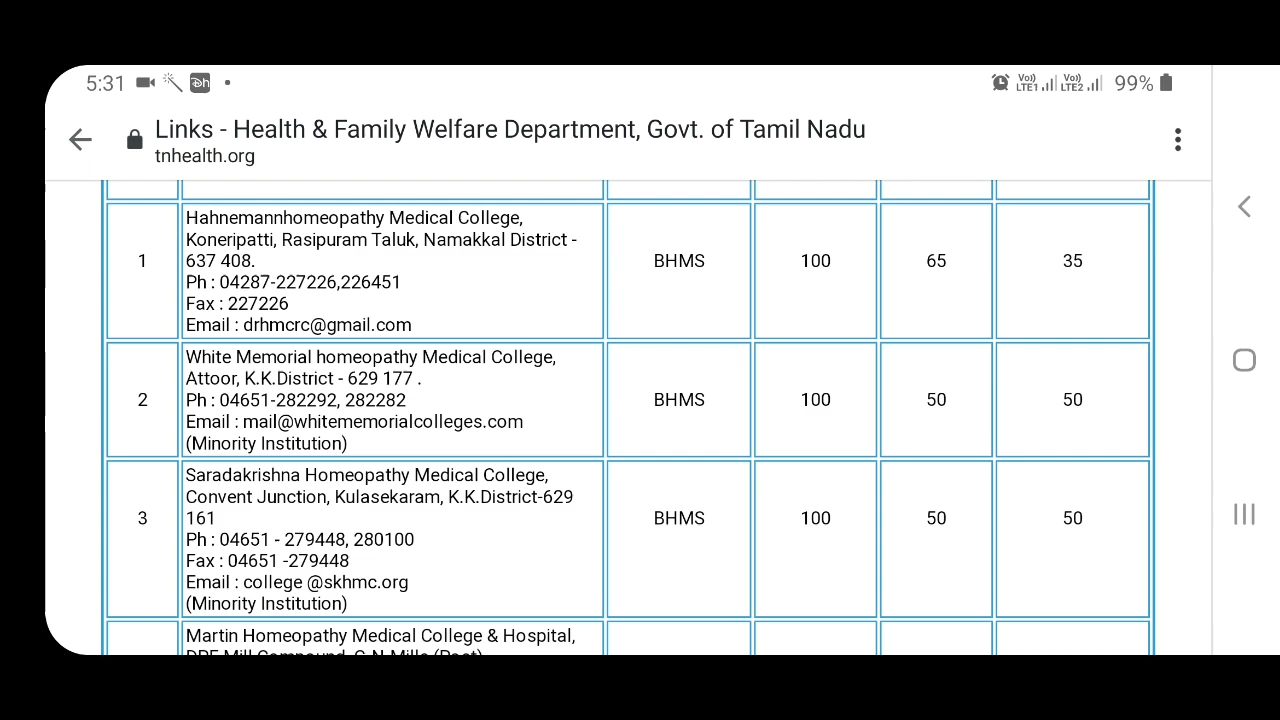 5:31
Vo) LTE1 Vo) LTE2 99%
Links - Health & Family Welfare Department, Govt. of Tamil Nadu
tnhealth.org
1
Hahnemannhomeopathy Medical College,
Koneripatti, Rasipuram Taluk, Namakkal District -
637 408.
Ph : 04287-227226,226451
Fax : 227226
Email : drhmcrc@gmail.com
BHMS
100
65
35
2
White Memorial homeopathy Medical College,
Attoor, K.K.District - 629 177 .
Ph : 04651-282292, 282282
Email : mail@whitememorialcolleges.com
(Minority Institution)
BHMS
100
50
50
3
Saradakrishna Homeopathy Medical College,
Convent Junction, Kulasekaram, K.K.District-629
161
Ph : 04651 - 279448, 280100
Fax : 04651 -279448
Email : college @skhmc.org
(Minority Institution)
BHMS
100
50
50
Martin Homeopathy Medical College & Hospital,